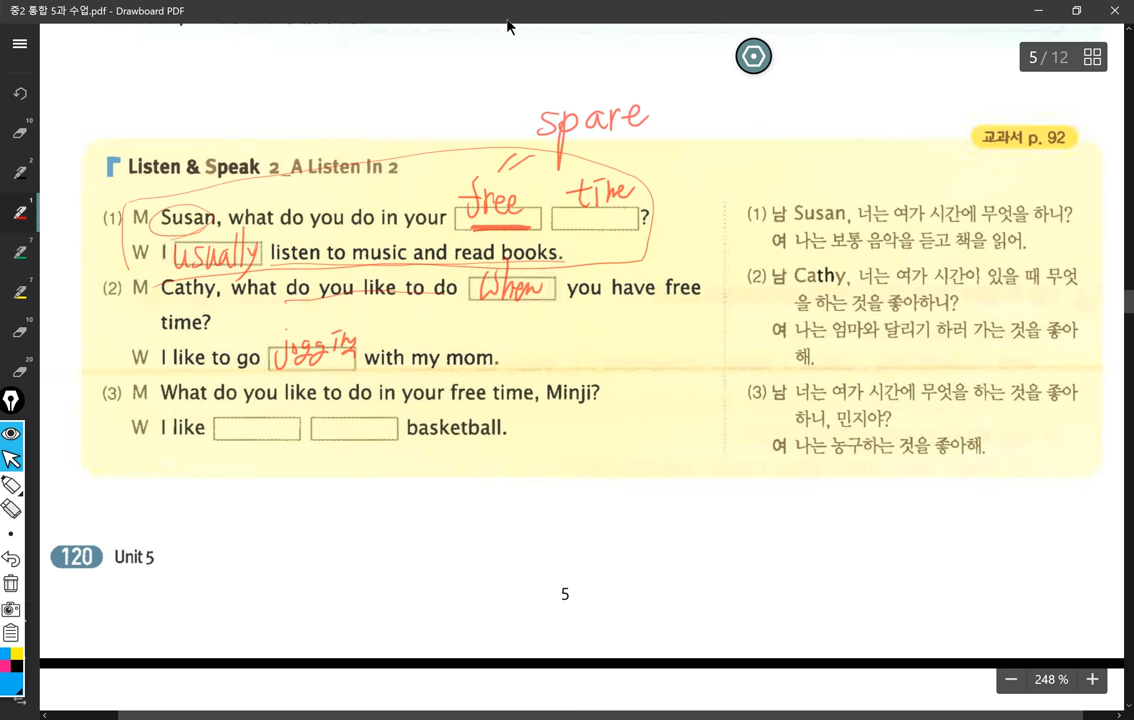 중2 통합 5과 수업.pdf - Drawboard PDF
5 / 12
spare
교과서 p. 92
Listen & Speak 2_A Listen In 2
(1) M Susan, what do you do in your free time ?
W I usually listen to music and read books.
(2) M Cathy, what do you like to do when you have free
time?
W I like to go jogging with my mom.
(3) M What do you like to do in your free time, Minji?
W I like basketball.
(1) 남 Susan, 너는 여가 시간에 무엇을 하니?
여 나는 보통 음악을 듣고 책을 읽어.
(2) 남 Cathy, 너는 여가 시간이 있을 때 무엇
을 하는 것을 좋아하니?
여 나는 엄마와 달리기 하러 가는 것을 좋아
해.
(3) 남 너는 여가 시간에 무엇을 하는 것을 좋아
하니, 민지야?
여 나는 농구하는 것을 좋아해.
120 Unit 5
5
248 %
10
2
1
7
7
10
20